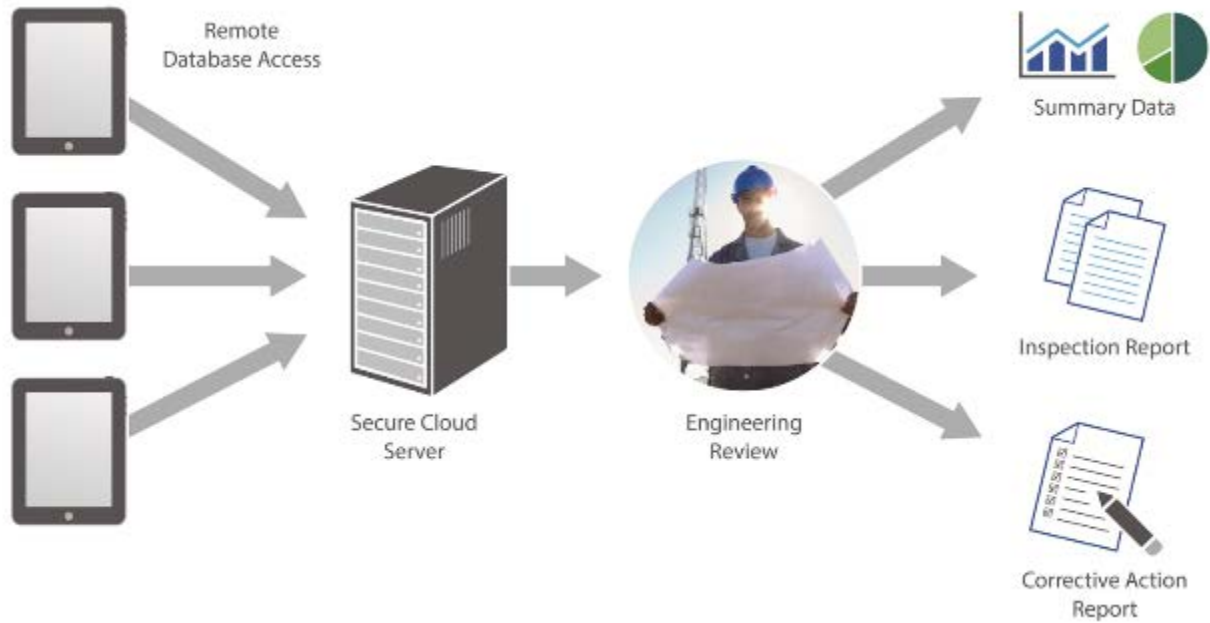 Remote
Database Access
Summary Data
Inspection Report
Secure Cloud
Server
Engineering
Review
Corrective Action
Report